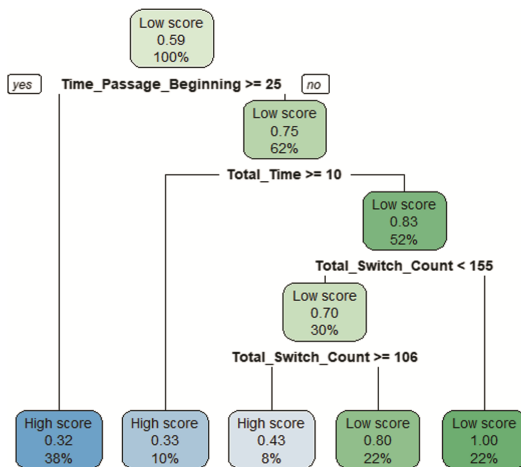 Low score
0.59
100%
yes
Time_Passage_Beginning >= 25
no
Low score
0.75
62%
Total_Time >= 10
Low score
0.83
52%
Total_Switch_Count < 155
Low score
0.70
30%
Total_Switch_Count >= 106
High score
0.32
38%
High score
0.33
10%
High score
0.43
8%
Low score
0.80
22%
Low score
1.00
22%